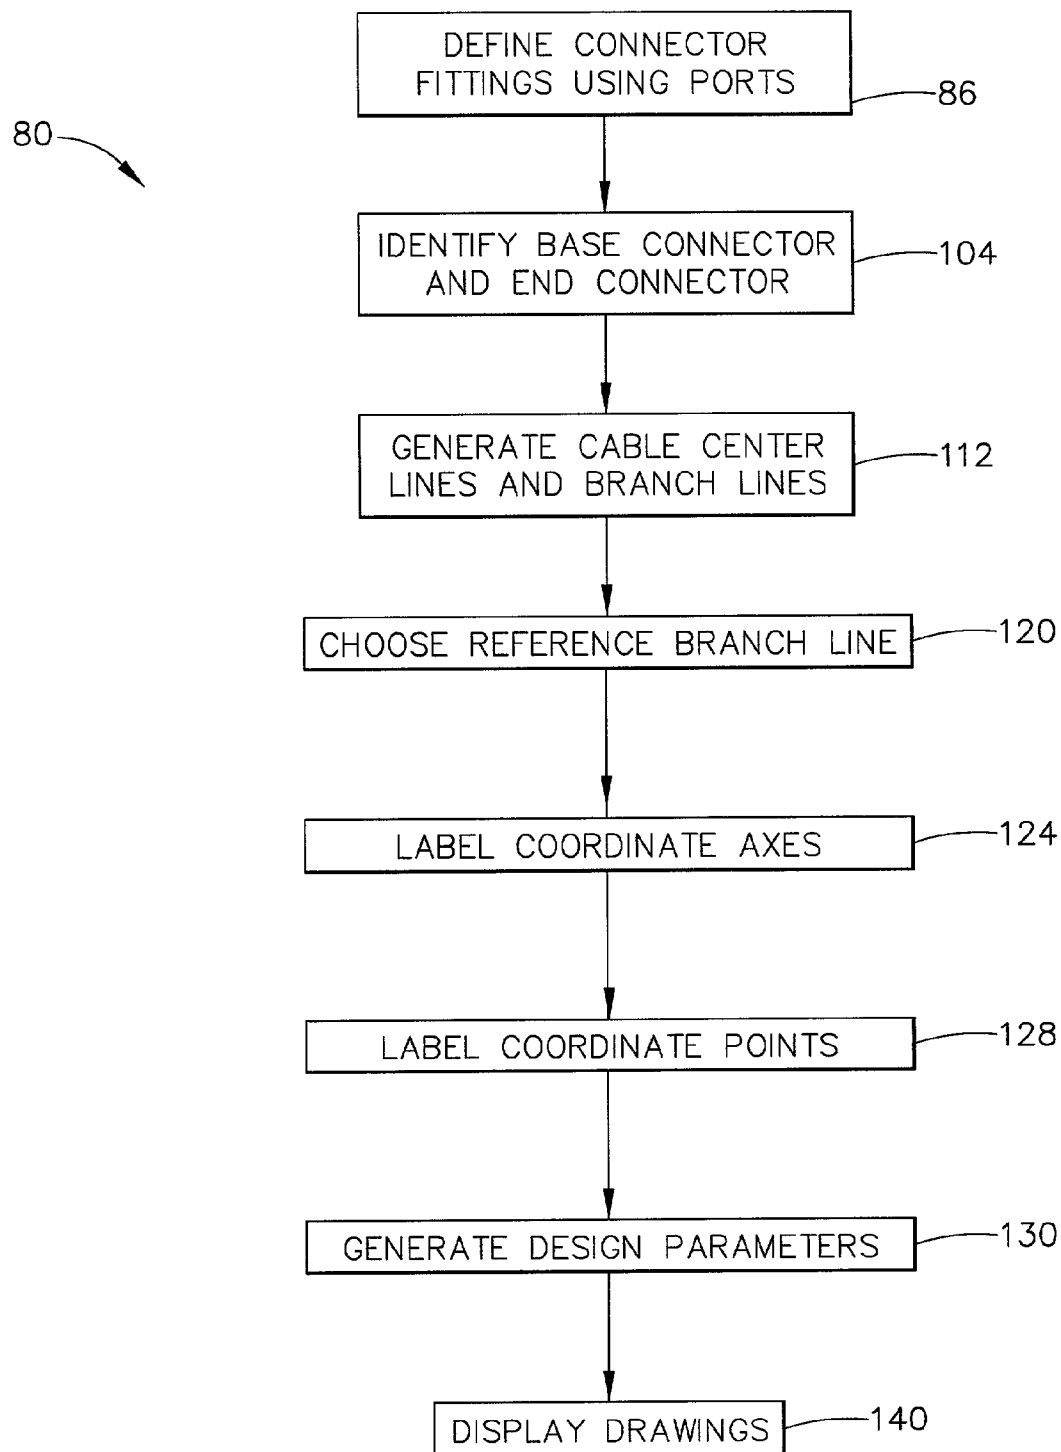 DEFINE CONNECTOR
FITTINGS USING PORTS
86
80
IDENTIFY BASE CONNECTOR
AND END CONNECTOR
104
GENERATE CABLE CENTER
LINES AND BRANCH LINES
112
CHOOSE REFERENCE BRANCH LINE
120
LABEL COORDINATE AXES
124
LABEL COORDINATE POINTS
128
GENERATE DESIGN PARAMETERS
130
DISPLAY DRAWINGS
140